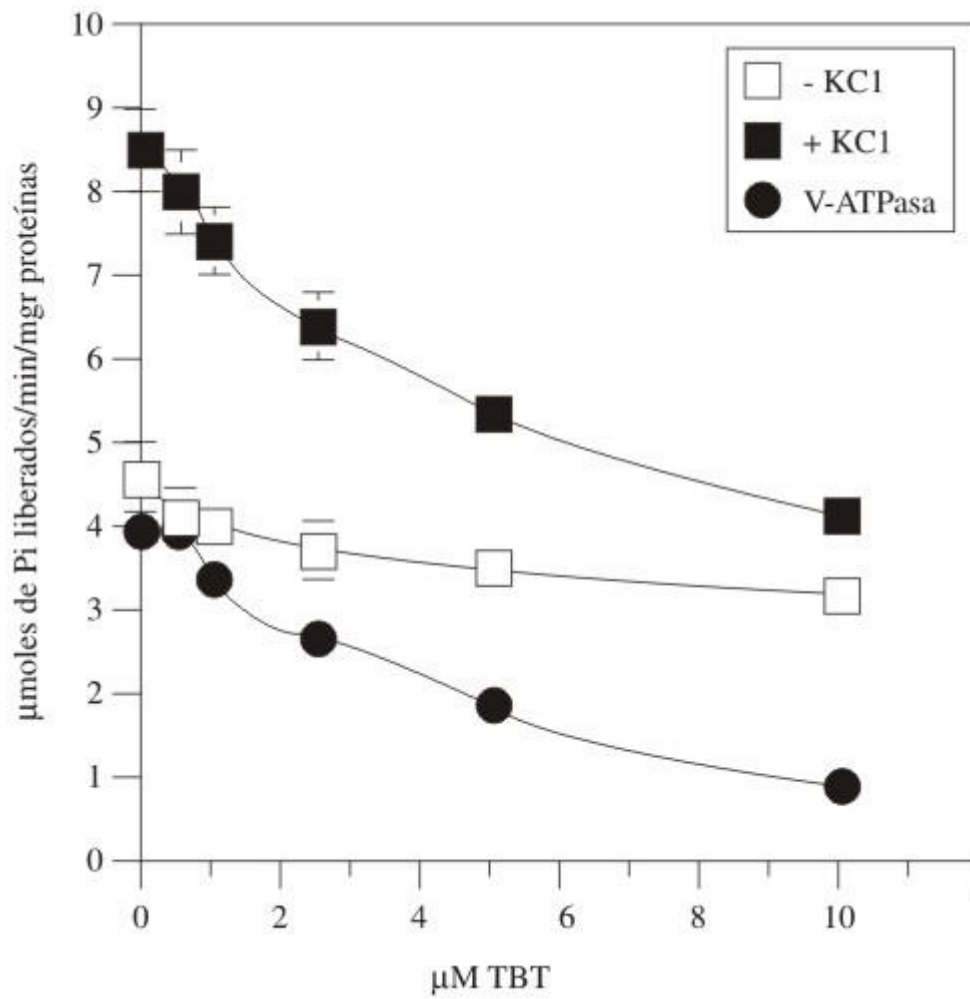 10
9
8
7
6
5
4
3
2
1
0
µmoles de Pi liberados/min/mgr proteínas
- KC1
+ KC1
V-ATPasa
0 2 4 6 8 10
µM TBT